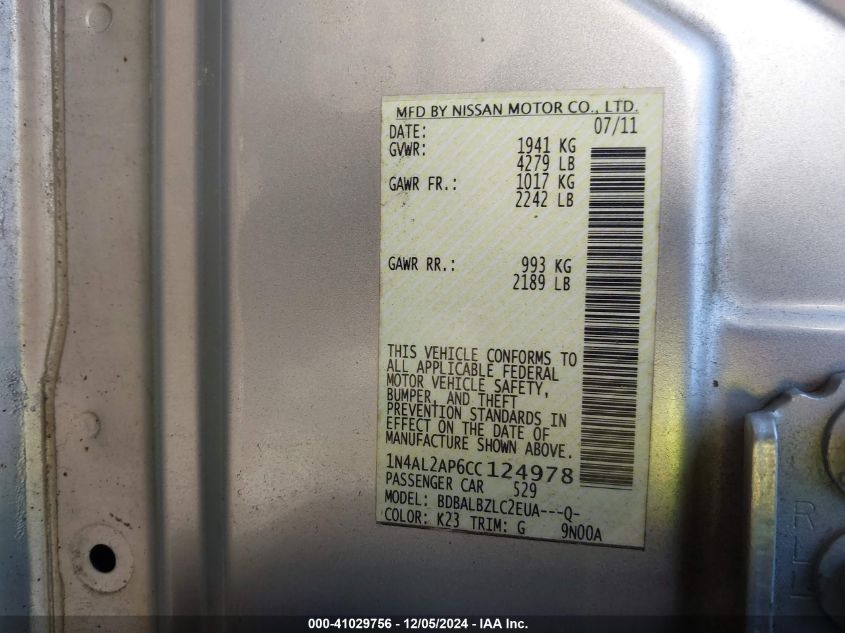 MFD BY NISSAN MOTOR CO., LTD.
DATE: 07/11
GVWR: 1941 KG
4279 LB
GAWR FR.: 1017 KG
2242 LB
GAWR RR.: 993 KG
2189 LB
THIS VEHICLE CONFORMS TO
ALL APPLICABLE FEDERAL
MOTOR VEHICLE SAFETY,
BUMPER, AND THEFT
PREVENTION STANDARDS IN
EFFECT ON THE DATE OF
MANUFACTURE SHOWN ABOVE.
1N4AL2AP6CC124978
PASSENGER CAR 529
MODEL: BDBALBZLC2EUA---Q-
COLOR: K23 TRIM: G 9N00A
000-41029756 - 12/05/2024 - IAA Inc.